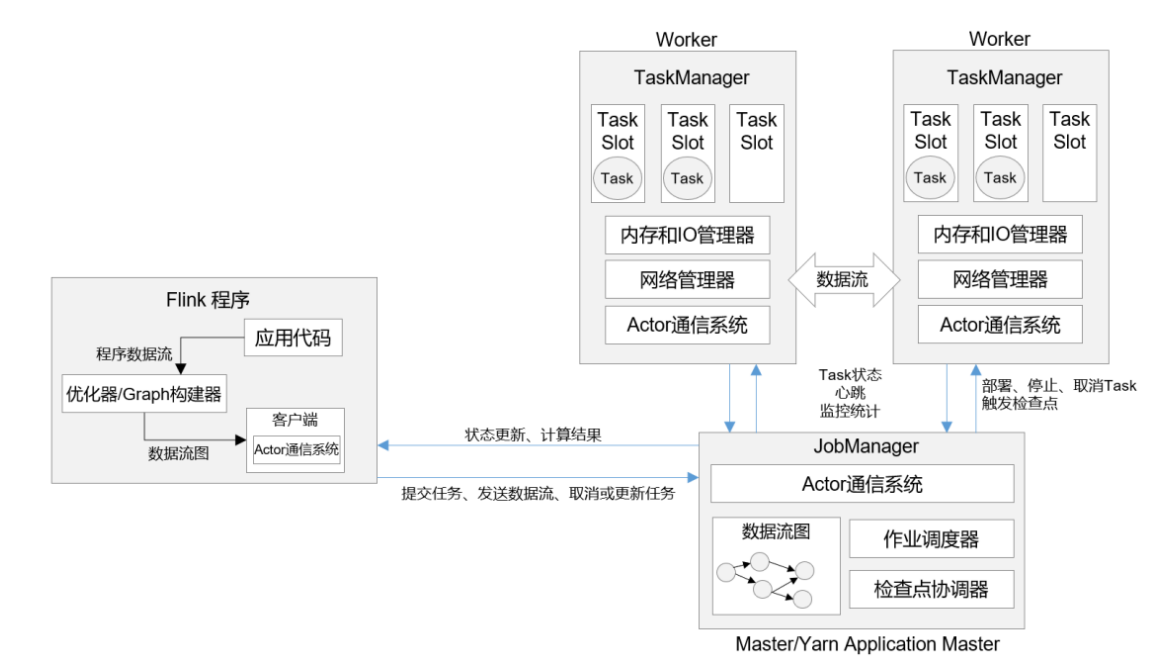 Worker
TaskManager
Task Slot
Task
Task Slot
Task
Task Slot
内存和IO管理器
网络管理器
Actor通信系统
数据流
Worker
TaskManager
Task Slot
Task
Task Slot
Task
Task Slot
内存和IO管理器
网络管理器
Actor通信系统
Flink 程序
应用代码
程序数据流
优化器/Graph构建器
数据流图
客户端
Actor通信系统
Task状态
心跳
监控统计
部署、停止、取消Task
触发检查点
状态更新、计算结果
提交任务、发送数据流、取消或更新任务
JobManager
Actor通信系统
数据流图
作业调度器
检查点协调器
Master/Yarn Application Master